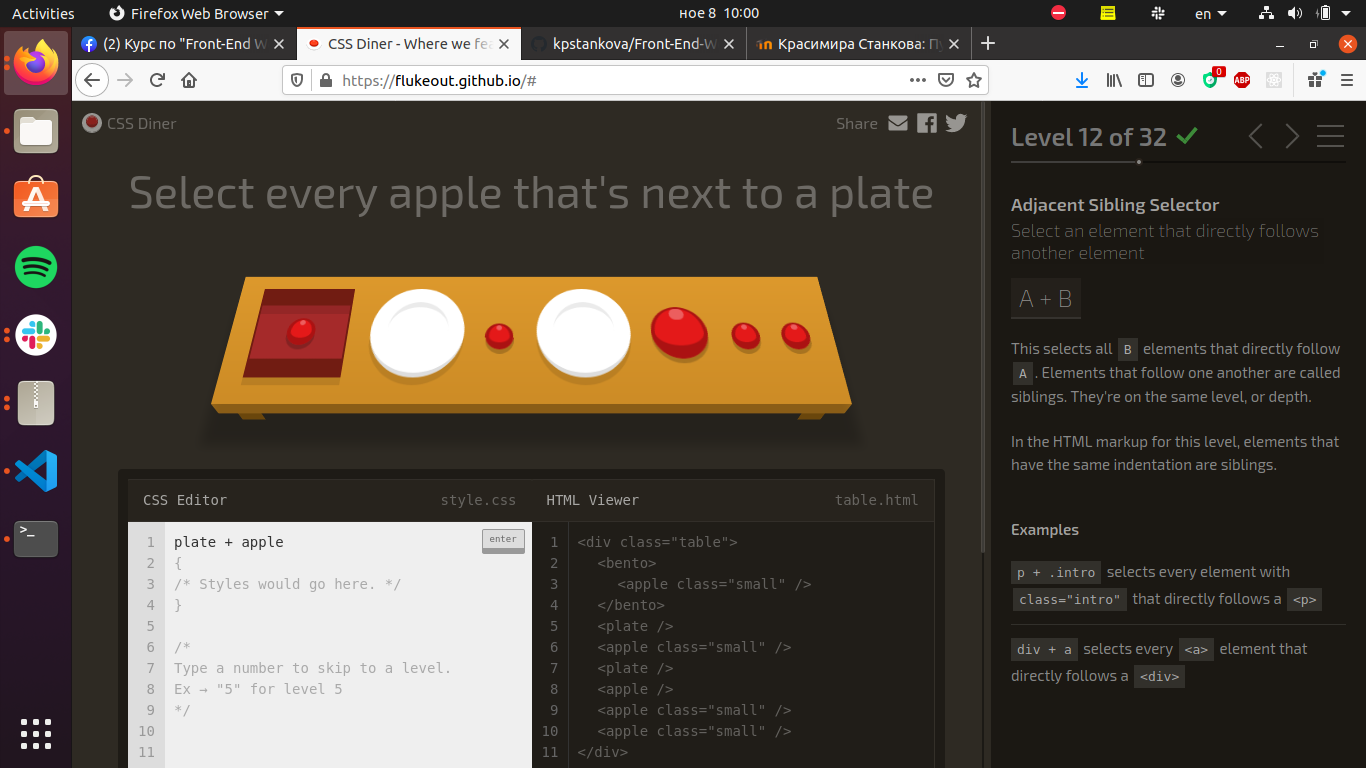 Activities
Firefox Web Browser
ное 8 10:00
en
(2) Курс по "Front-End W
CSS Diner - Where we fea
kpstankova/Front-End-W
Красимира Станкова: П
https://flukeout.github.io/#
0
ABP
CSS Diner
Share
Select every apple that's next to a plate
CSS Editor
style.css
HTML Viewer
table.html
enter
1 plate + apple
2 {
3 /* Styles would go here. */
4 }
5
6 /*
7 Type a number to skip to a level.
8 Ex → "5" for level 5
9 */
10
11
1 <div class="table">
2 <bento>
3 <apple class="small" />
4 </bento>
5 <plate />
6 <apple class="small" />
7 <plate />
8 <apple />
9 <apple class="small" />
10 <apple class="small" />
11 </div>
Level 12 of 32
Adjacent Sibling Selector
Select an element that directly follows
another element
A + B
This selects all B elements that directly follow
A . Elements that follow one another are called
siblings. They're on the same level, or depth.
In the HTML markup for this level, elements that
have the same indentation are siblings.
Examples
p + .intro selects every element with
class="intro" that directly follows a <p>
div + a selects every <a> element that
directly follows a <div>